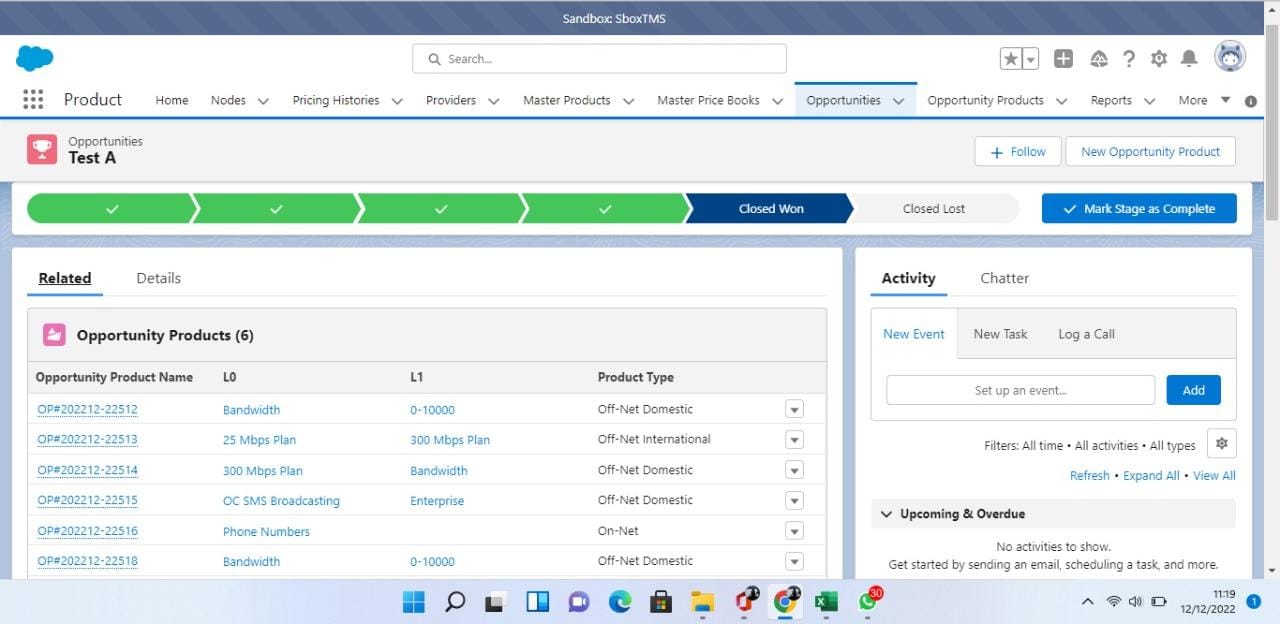 Sandbox: SboxTMS
Search...
Product Home Nodes Pricing Histories Providers Master Products Master Price Books Opportunities Opportunity Products Reports More
Opportunities
Test A
Follow New Opportunity Product
Closed Won Closed Lost Mark Stage as Complete
Related Details
Activity Chatter
Opportunity Products (6)
New Event New Task Log a Call
Opportunity Product Name L0 L1 Product Type
Set up an event... Add
OP#202212-22512 Bandwidth 0-10000 Off-Net Domestic
OP#202212-22513 25 Mbps Plan 300 Mbps Plan Off-Net International
Filters: All time • All activities • All types
OP#202212-22514 300 Mbps Plan Bandwidth Off-Net Domestic
Refresh • Expand All • View All
OP#202212-22515 OC SMS Broadcasting Enterprise Off-Net Domestic
Upcoming & Overdue
OP#202212-22516 Phone Numbers On-Net
No activities to show.
OP#202212-22518 Bandwidth 0-10000 Off-Net Domestic
Get started by sending an email, scheduling a task, and more.
30
11:19
12/12/2022
1